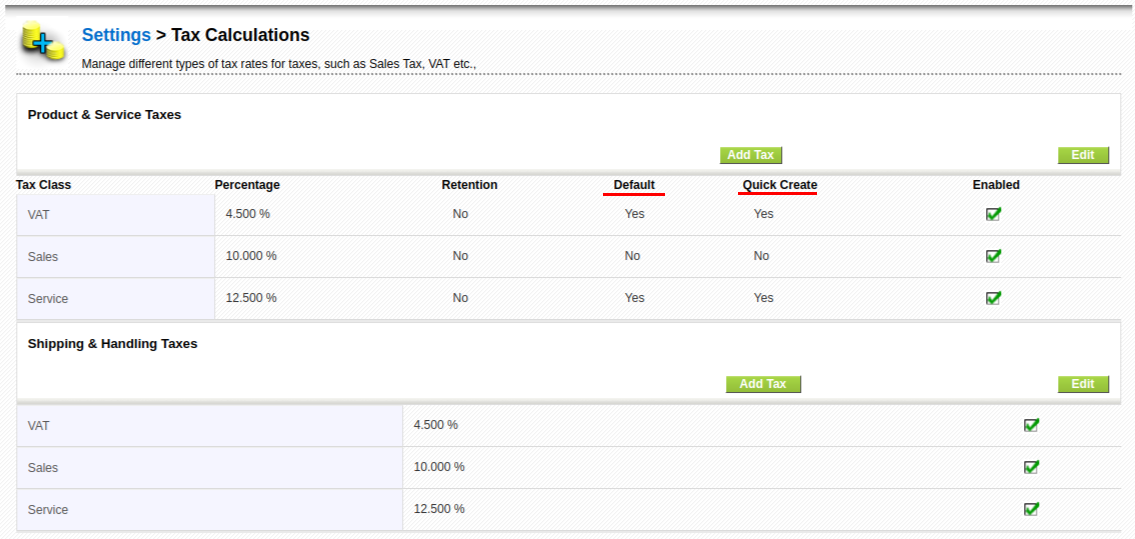 Settings > Tax Calculations
Manage different types of tax rates for taxes, such as Sales Tax, VAT etc.,
Product & Service Taxes
Add Tax Edit
Tax Class Percentage Retention Default Quick Create Enabled
VAT 4.500 % No Yes Yes
Sales 10.000 % No No No
Service 12.500 % No Yes Yes
Shipping & Handling Taxes
Add Tax Edit
VAT 4.500 %
Sales 10.000 %
Service 12.500 %